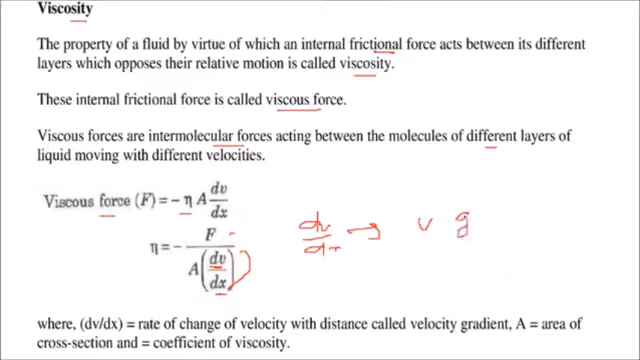 Viscosity
The property of a fluid by virtue of which an internal frictional force acts between its different
layers which opposes their relative motion is called viscosity.
These internal frictional force is called viscous force.
Viscous forces are intermolecular forces acting between the molecules of different layers of
liquid moving with different velocities.
Viscous force (F) = – η A dv/dx
η = – F / A(dv/dx)
dv/dx → v g
where, (dv/dx) = rate of change of velocity with distance called velocity gradient, A = area of
cross-section and = coefficient of viscosity.